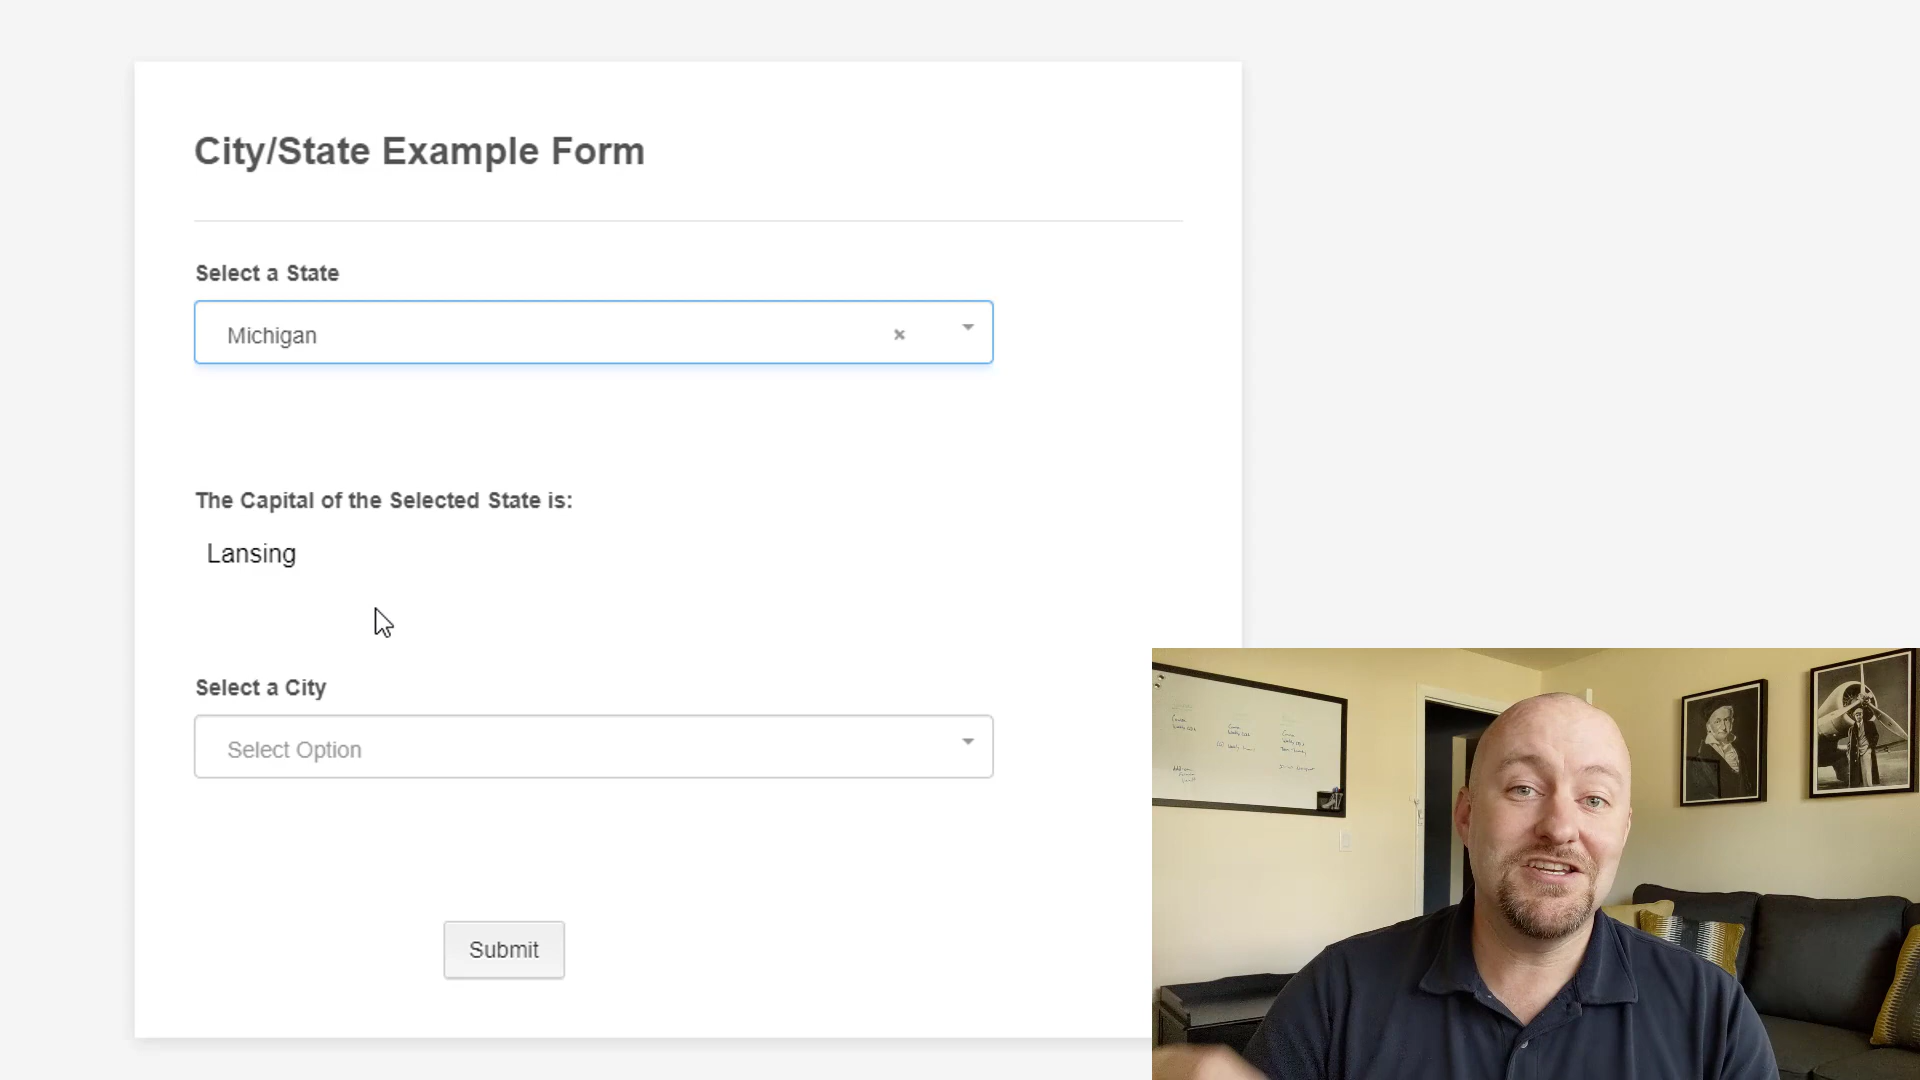 City/State Example Form
Select a State
Michigan
The Capital of the Selected State is:
Lansing
Select a City
Select Option
Submit